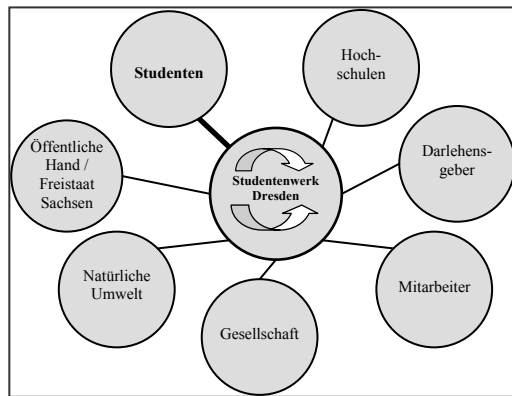 Studenten
Hoch-
schulen
Öffentliche
Hand /
Freistaat
Sachsen
Studentenwerk
Dresden
Darlehens-
geber
Natürliche
Umwelt
Gesellschaft
Mitarbeiter